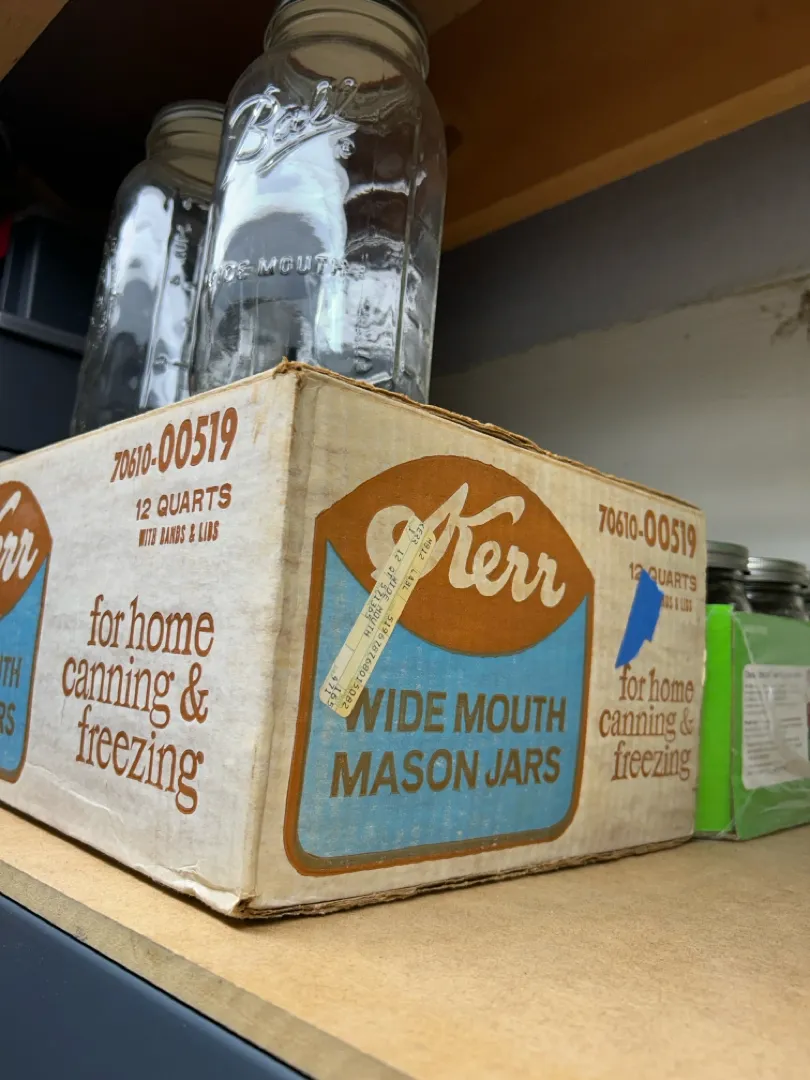 Ball
WIDE MOUTH
70610-00519
12 QUARTS
WITH BANDS & LIDS
for home
canning &
freezing
Kerr
WIDE MOUTH
MASON JARS
70610-00519
12 QUARTS
& LIDS
for home
canning &
freezing